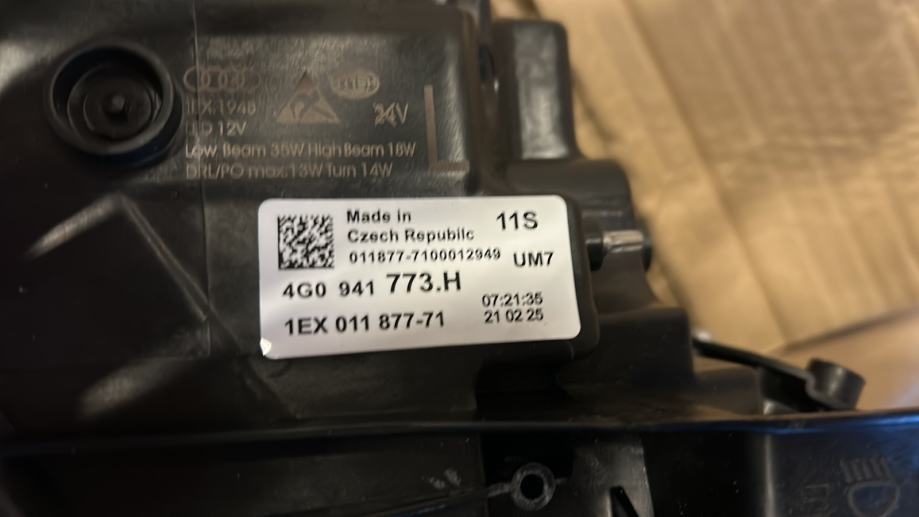 1EX.1948
24V
LED 12V
Low Beam 35W High Beam 18W
DRL/PO max.13W Turn 14W
L
Made in
Czech Republic
11S
011877-7100012949
UM7
4G0 941 773.H
07:21:35
1EX 011 877-71
21 02 25